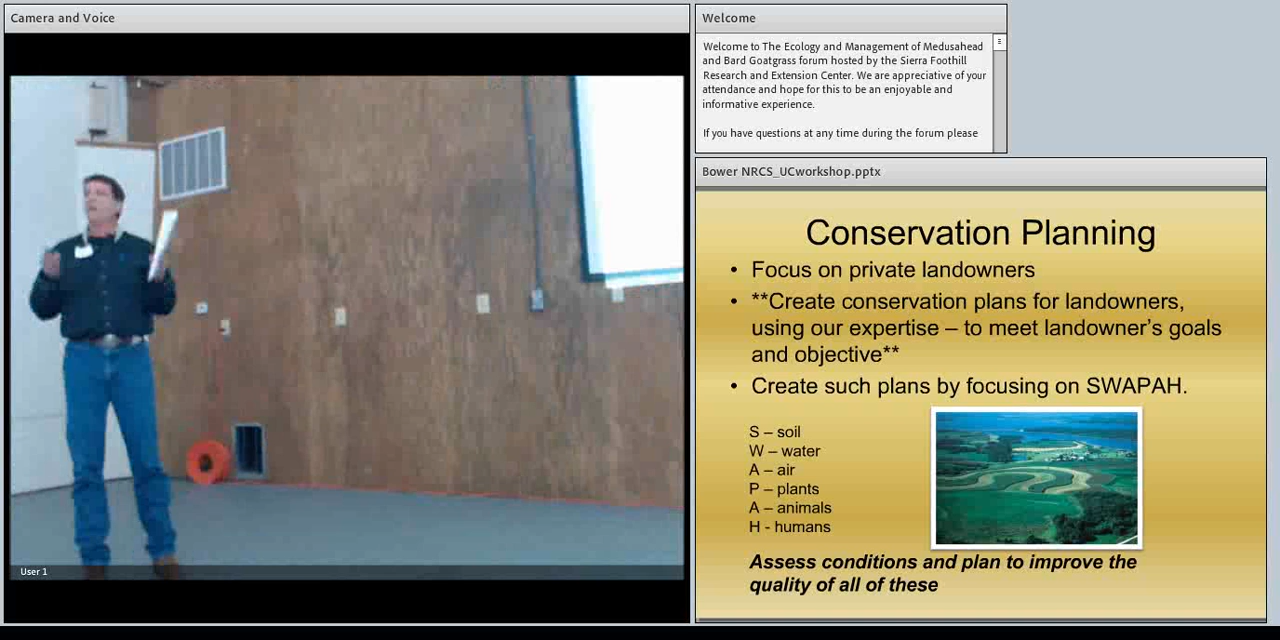 Camera and Voice
User 1
Welcome
Welcome to The Ecology and Management of Medusahead
and Bard Goatgrass forum hosted by the Sierra Foothill
Research and Extension Center. We are appreciative of your
attendance and hope for this to be an enjoyable and
informative experience.
If you have questions at any time during the forum please
Bower NRCS_UCworkshop.pptx
Conservation Planning
• Focus on private landowners
• **Create conservation plans for landowners,
using our expertise – to meet landowner's goals
and objective**
• Create such plans by focusing on SWAPAH.
S – soil
W – water
A – air
P – plants
A – animals
H - humans
Assess conditions and plan to improve the
quality of all of these